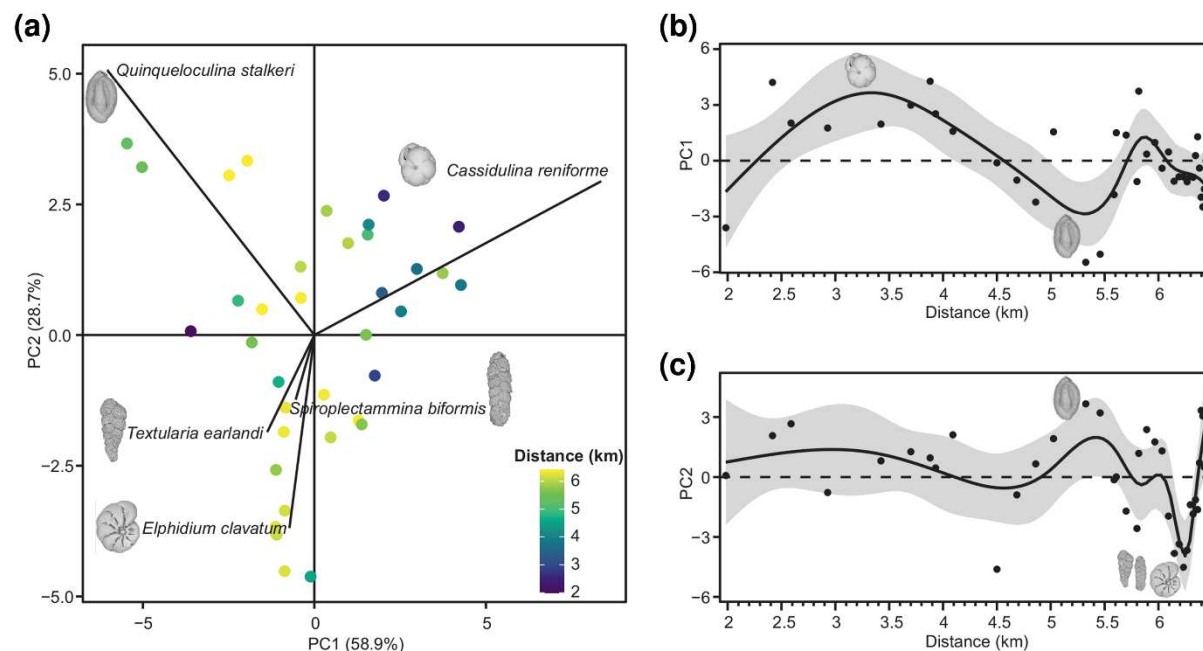 (a)
5.0
2.5
0.0
−2.5
−5.0
PC2 (28.7%)
Quinqueloculina stalkeri
Cassidulina reniforme
Spiroplectammina biformis
Textularia earlandi
Elphidium clavatum
Distance (km)
6
5
4
3
2
−5
0
5
PC1 (58.9%)
(b)
6
3
0
−3
−6
PC1
2
2.5
3
3.5
4
4.5
5
5.5
6
Distance (km)
(c)
3
0
−3
−6
PC2
2
2.5
3
3.5
4
4.5
5
5.5
6
Distance (km)